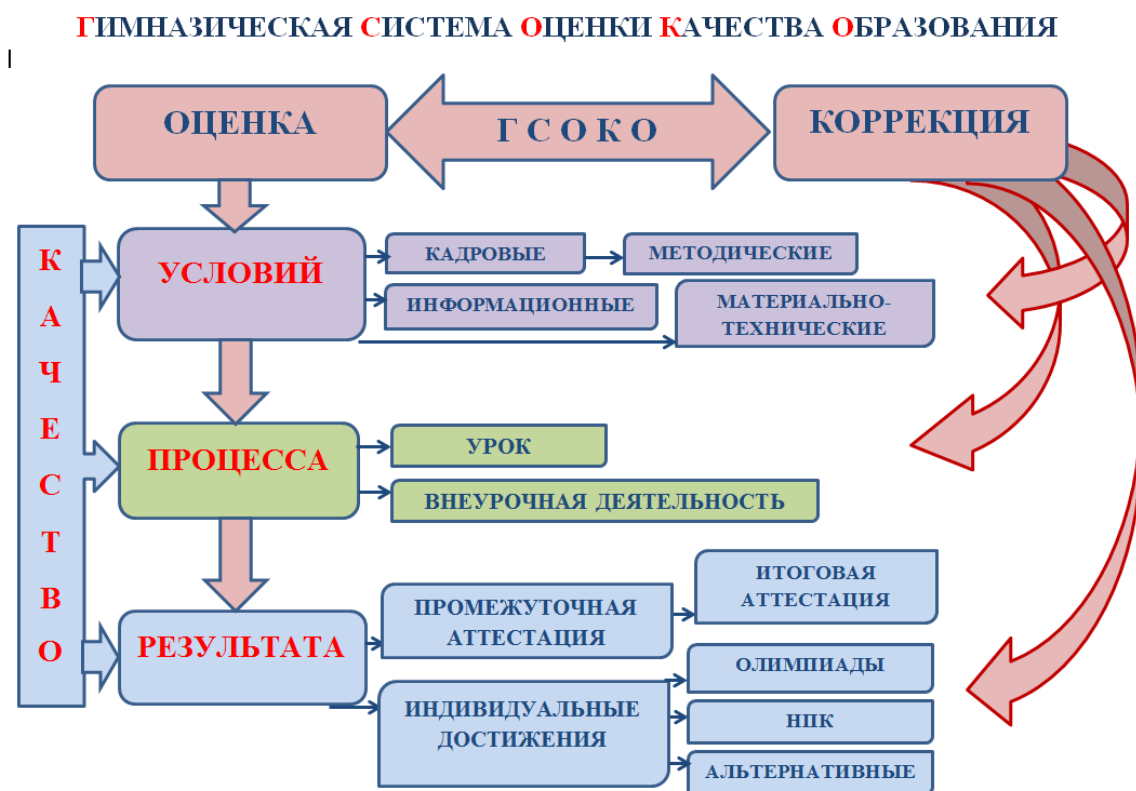 ГИМНАЗИЧЕСКАЯ СИСТЕМА ОЦЕНКИ КАЧЕСТВА ОБРАЗОВАНИЯ
ОЦЕНКА
Г С О К О
КОРРЕКЦИЯ
К
А
Ч
Е
С
Т
В
О
УСЛОВИЙ
КАДРОВЫЕ
МЕТОДИЧЕСКИЕ
ИНФОРМАЦИОННЫЕ
МАТЕРИАЛЬНО-
ТЕХНИЧЕСКИЕ
ПРОЦЕССА
УРОК
ВНЕУРОЧНАЯ ДЕЯТЕЛЬНОСТЬ
РЕЗУЛЬТАТА
ПРОМЕЖУТОЧНАЯ
АТТЕСТАЦИЯ
ИТОГОВАЯ
АТТЕСТАЦИЯ
ИНДИВИДУАЛЬНЫЕ
ДОСТИЖЕНИЯ
ОЛИМПИАДЫ
НПК
АЛЬТЕРНАТИВНЫЕ